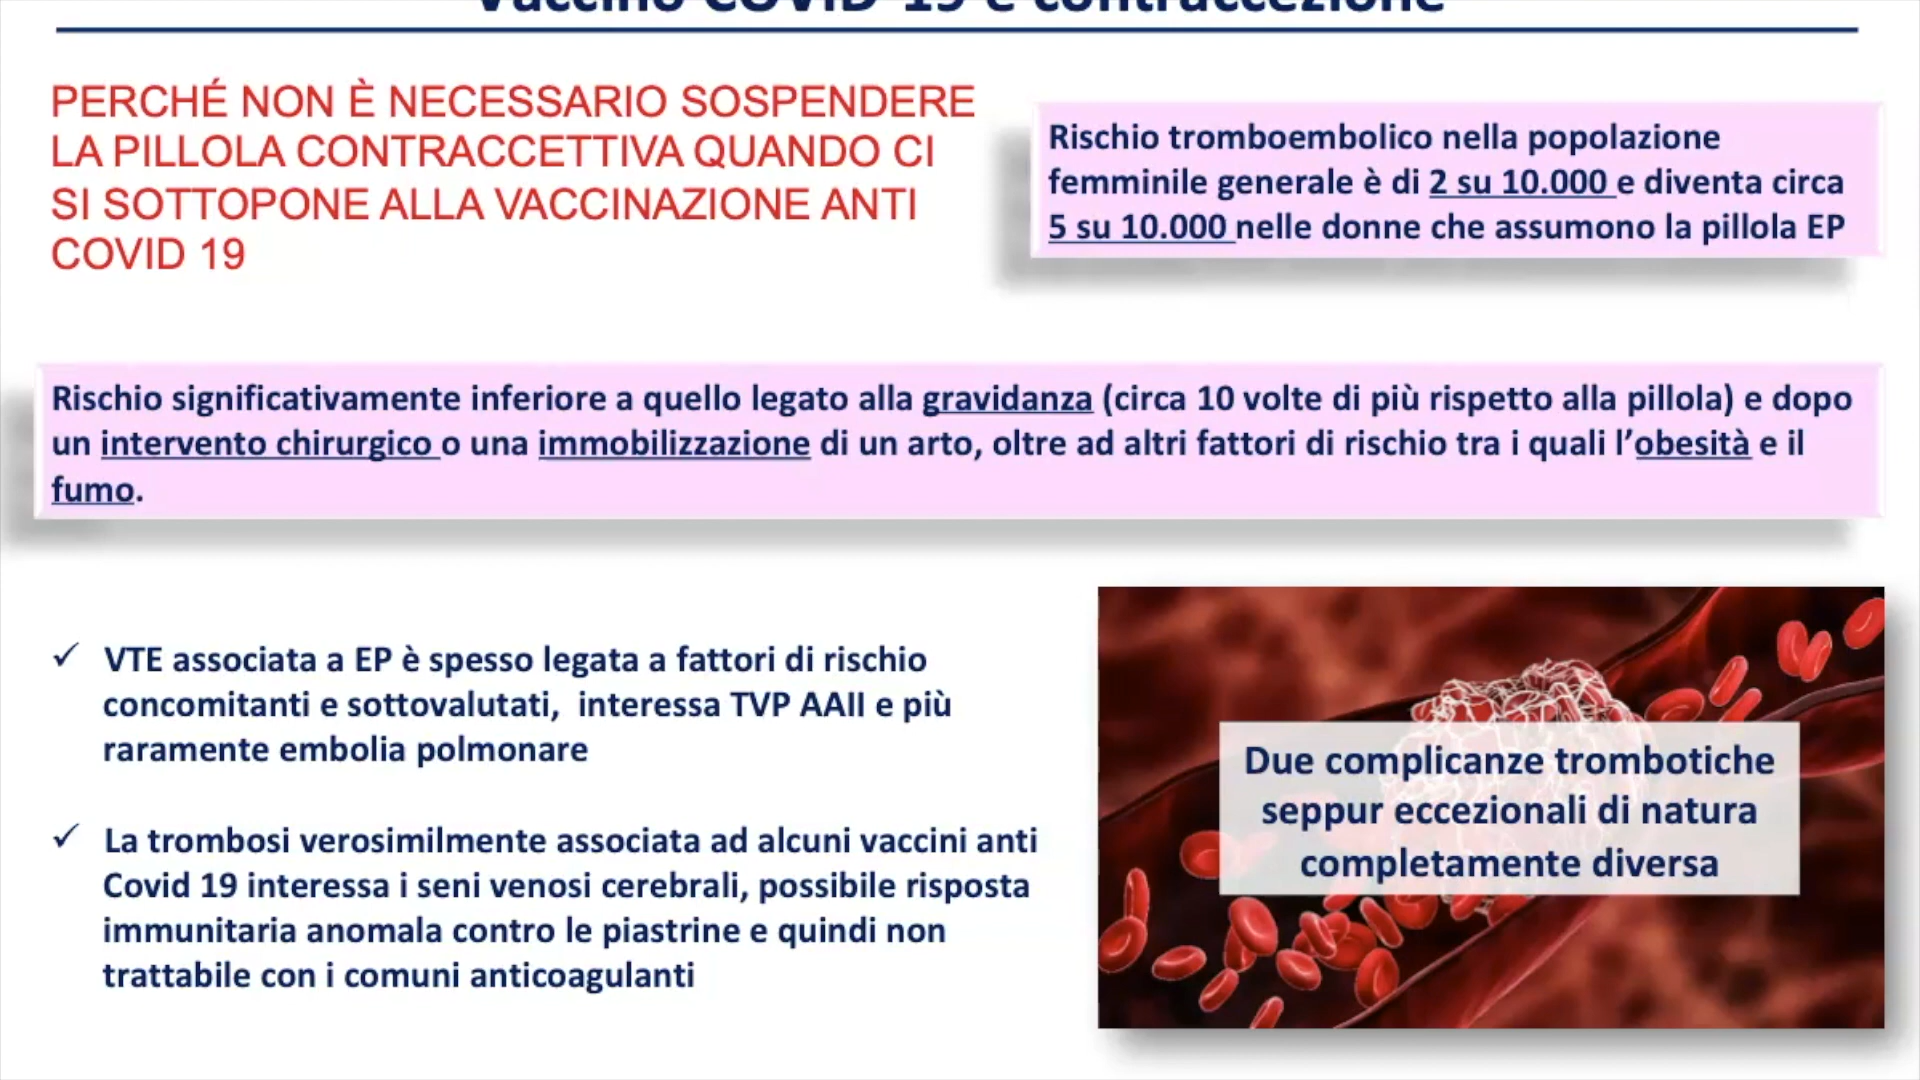 Vaccino COVID-19 e contraccezione
PERCHÉ NON È NECESSARIO SOSPENDERE
LA PILLOLA CONTRACCETTIVA QUANDO CI
SI SOTTOPONE ALLA VACCINAZIONE ANTI
COVID 19
Rischio tromboembolico nella popolazione
femminile generale è di 2 su 10.000 e diventa circa
5 su 10.000 nelle donne che assumono la pillola EP
Rischio significativamente inferiore a quello legato alla gravidanza (circa 10 volte di più rispetto alla pillola) e dopo
un intervento chirurgico o una immobilizzazione di un arto, oltre ad altri fattori di rischio tra i quali l’obesità e il
fumo.
✓ VTE associata a EP è spesso legata a fattori di rischio
concomitanti e sottovalutati, interessa TVP AAII e più
raramente embolia polmonare
✓ La trombosi verosimilmente associata ad alcuni vaccini anti
Covid 19 interessa i seni venosi cerebrali, possibile risposta
immunitaria anomala contro le piastrine e quindi non
trattabile con i comuni anticoagulanti
Due complicanze trombotiche
seppur eccezionali di natura
completamente diversa